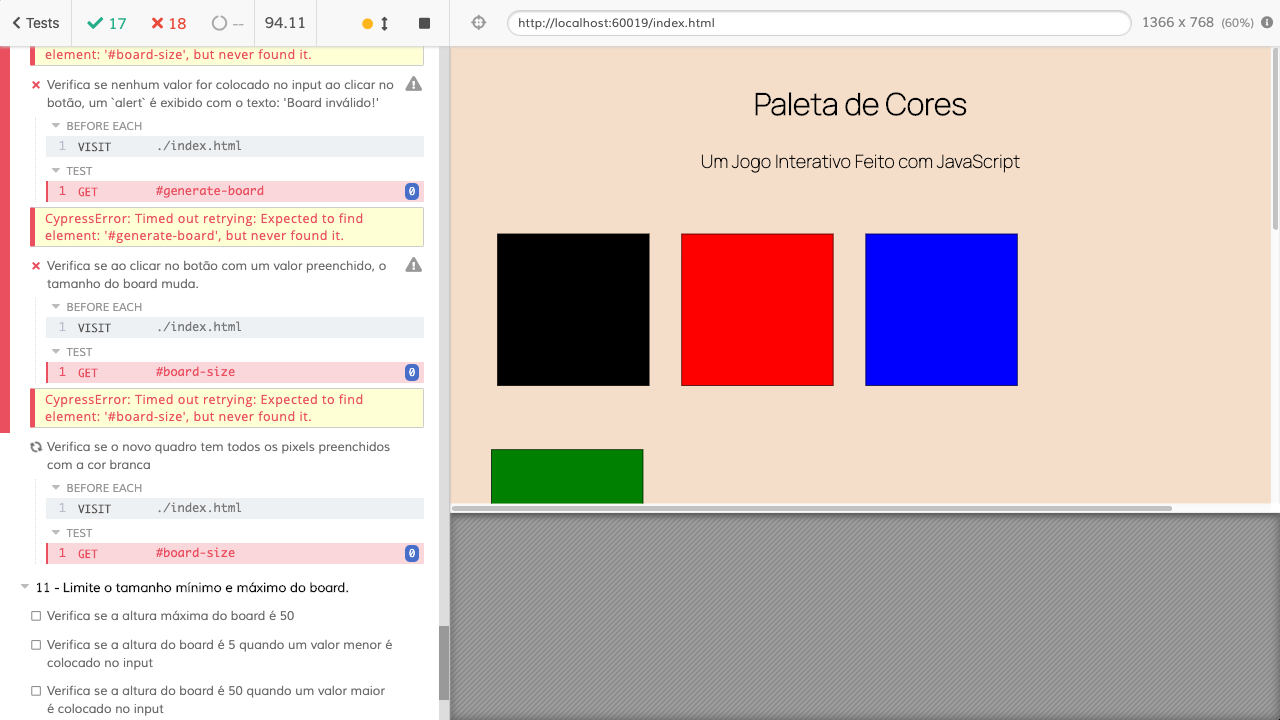 Tests 17 18 -- 94.11
http://localhost:60019/index.html 1366 x 768 (60%)
element: '#board-size', but never found it.
Verifica se nenhum valor for colocado no input ao clicar no
botão, um `alert` é exibido com o texto: 'Board inválido!'
BEFORE EACH
1 VISIT ./index.html
TEST
1 GET #generate-board 0
CypressError: Timed out retrying: Expected to find
element: '#generate-board', but never found it.
Verifica se ao clicar no botão com um valor preenchido, o
tamanho do board muda.
BEFORE EACH
1 VISIT ./index.html
TEST
1 GET #board-size 0
CypressError: Timed out retrying: Expected to find
element: '#board-size', but never found it.
Verifica se o novo quadro tem todos os pixels preenchidos
com a cor branca
BEFORE EACH
1 VISIT ./index.html
TEST
1 GET #board-size 0
11 - Limite o tamanho mínimo e máximo do board.
Verifica se a altura máxima do board é 50
Verifica se a altura do board é 5 quando um valor menor é
colocado no input
Verifica se a altura do board é 50 quando um valor maior
é colocado no input
Paleta de Cores
Um Jogo Interativo Feito com JavaScript